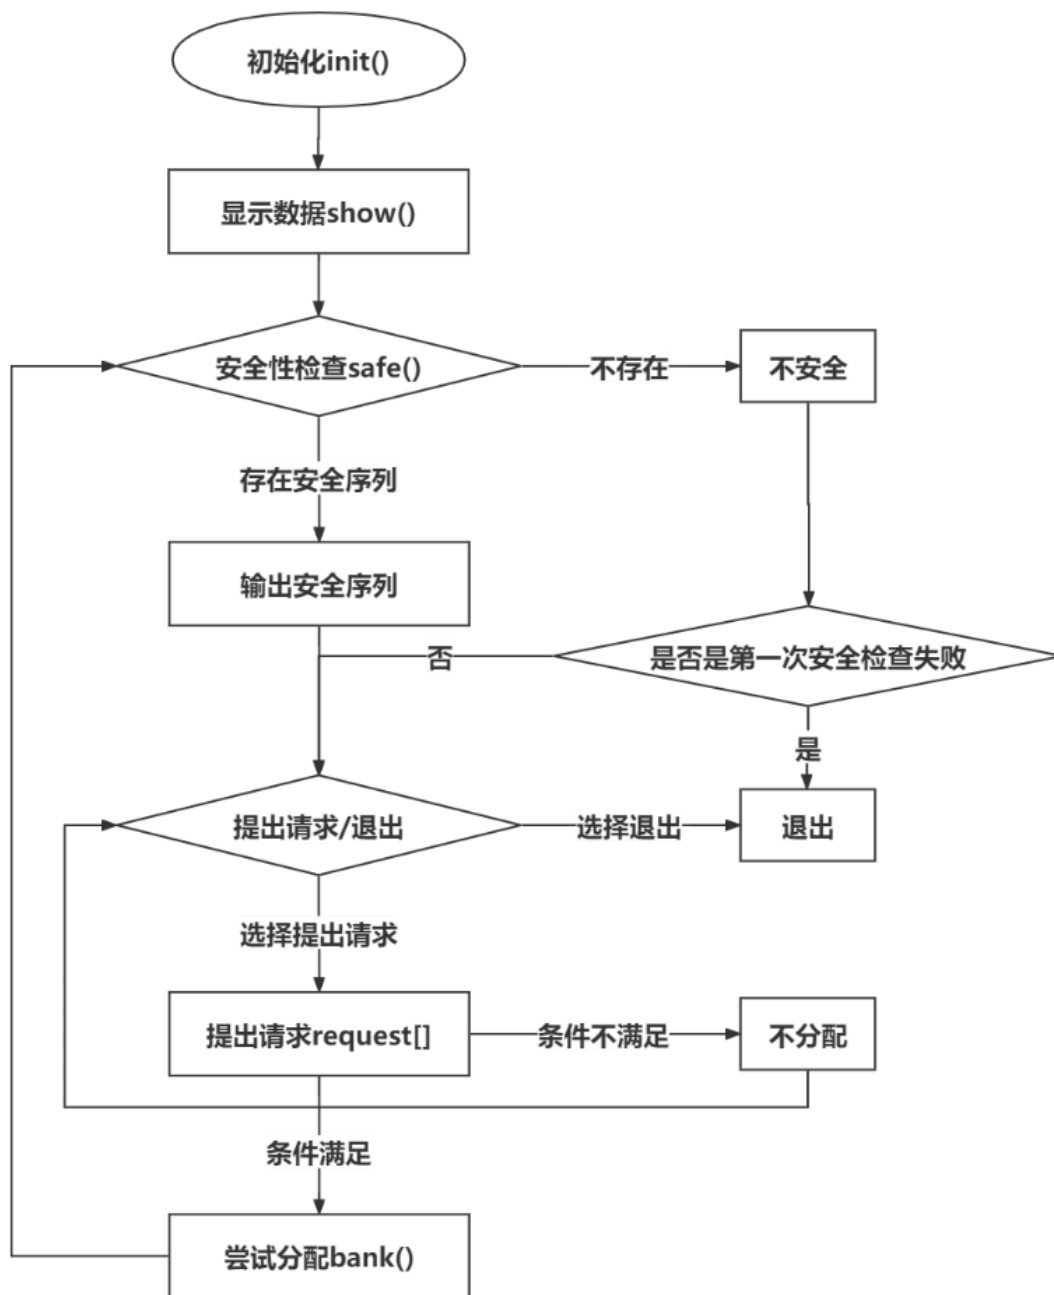 初始化init()
显示数据show()
安全性检查safe()
不存在
不安全
存在安全序列
输出安全序列
否
是否是第一次安全检查失败
是
提出请求/退出
选择退出
退出
选择提出请求
提出请求request[]
条件不满足
不分配
条件满足
尝试分配bank()